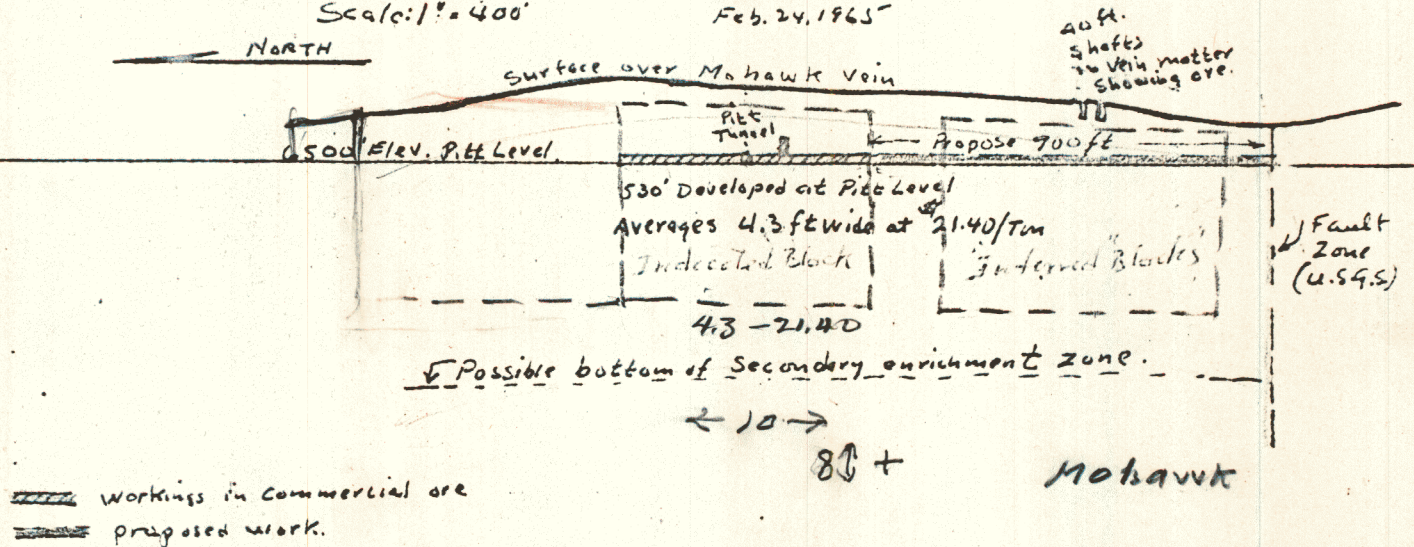 Scale: 1" = 400'
Feb. 24, 1965
NORTH
40 ft.
shafts
in vein matter
showing ore.
Surface over Mohawk Vein
Pitt
Tunnel
6500' Elev. Pitt Level.
Propose 900 ft
530' Developed at Pitt Level
Averages 4.3 ft wide at $21.40/Ton
Indicated Block
"Inferred Blocks"
Fault
Zone
(U.S.G.S)
4.3 - 21.40
Possible bottom of Secondary enrichment zone.
10
8 +
Mohawk
workings in commercial ore
proposed work.